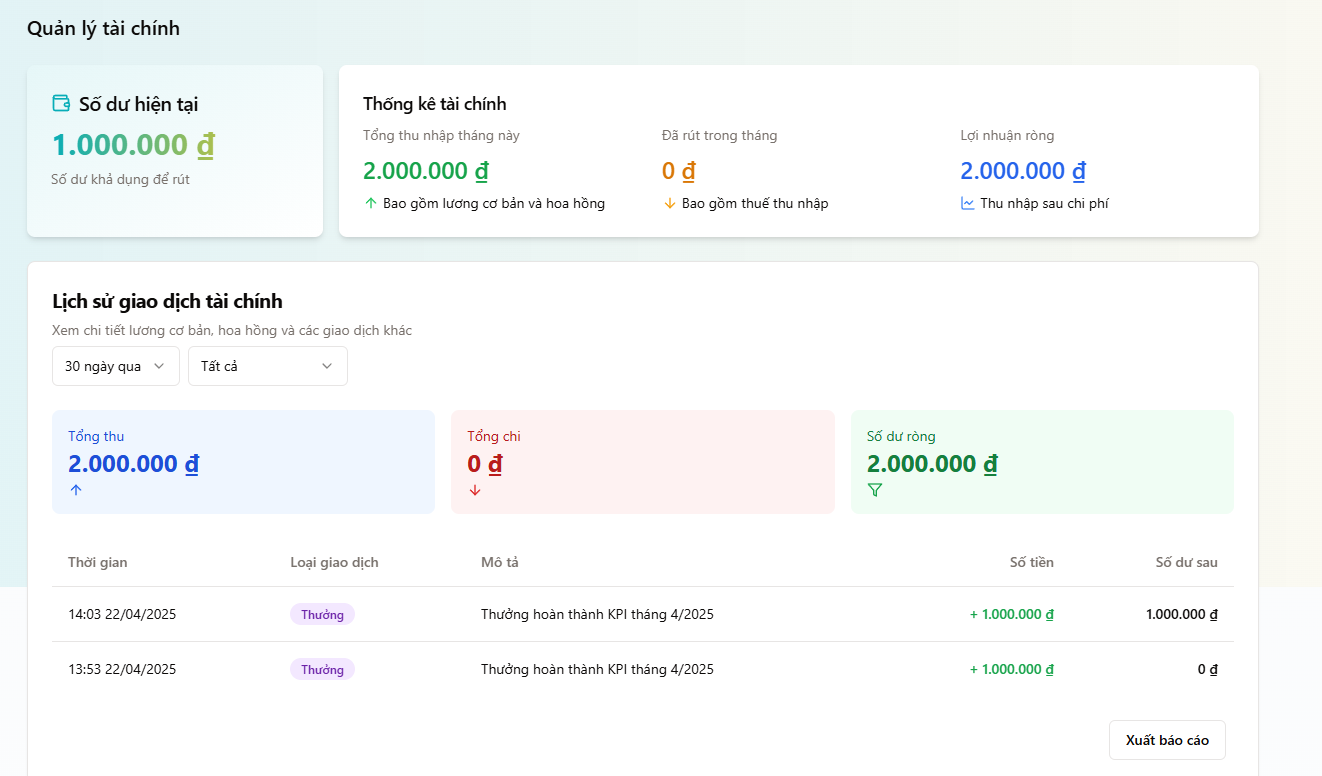 Quản lý tài chính
Số dư hiện tại
1.000.000 ₫
Số dư khả dụng để rút
Thống kê tài chính
Tổng thu nhập tháng này
2.000.000 ₫
Bao gồm lương cơ bản và hoa hồng
Đã rút trong tháng
0 ₫
Bao gồm thuế thu nhập
Lợi nhuận ròng
2.000.000 ₫
Thu nhập sau chi phí
Lịch sử giao dịch tài chính
Xem chi tiết lương cơ bản, hoa hồng và các giao dịch khác
30 ngày qua Tất cả
Tổng thu
2.000.000 ₫
Tổng chi
0 ₫
Số dư ròng
2.000.000 ₫
Thời gian Loại giao dịch Mô tả Số tiền Số dư sau
14:03 22/04/2025 Thưởng Thưởng hoàn thành KPI tháng 4/2025 + 1.000.000 ₫ 1.000.000 ₫
13:53 22/04/2025 Thưởng Thưởng hoàn thành KPI tháng 4/2025 + 1.000.000 ₫ 0 ₫
Xuất báo cáo